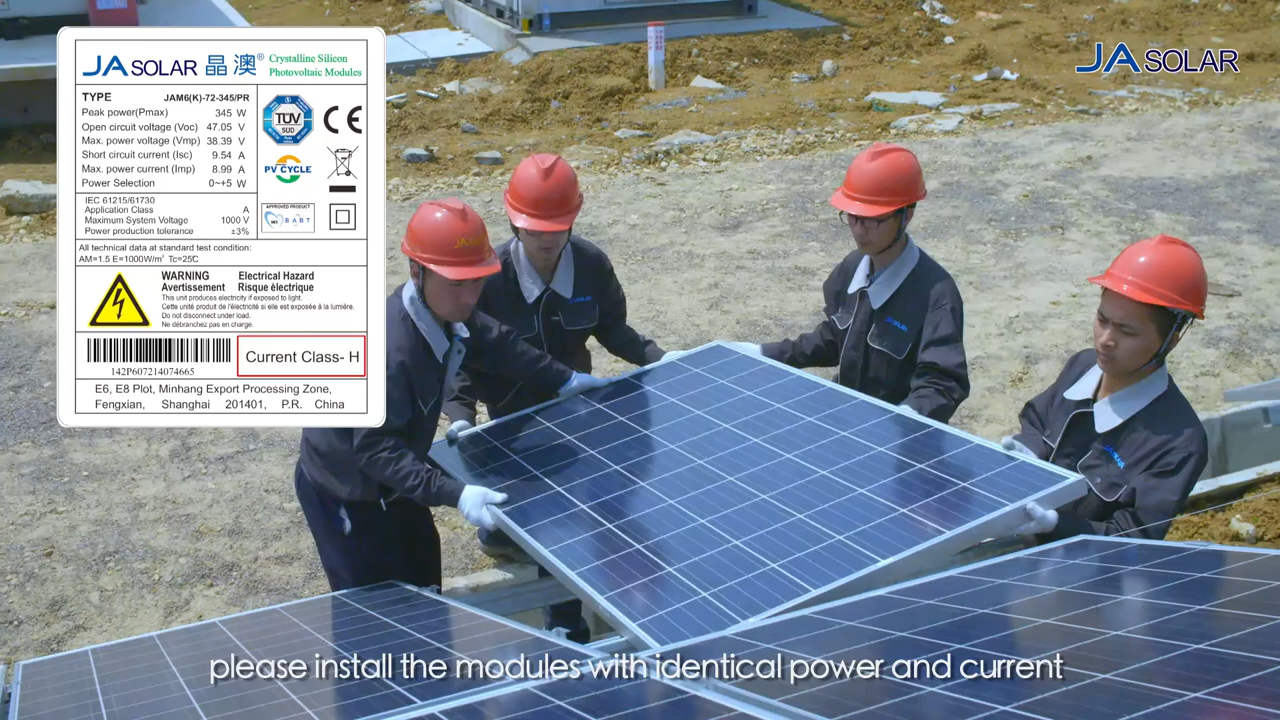 JA SOLAR 晶澳® Crystalline Silicon
Photovoltaic Modules
TYPE JAM6(K)-72-345/PR
Peak power(Pmax) 345 W
Open circuit voltage (Voc) 47.05 V
Max. power voltage (Vmp) 38.39 V
Short circuit current (Isc) 9.54 A
Max. power current (Imp) 8.99 A
Power Selection 0~+5 W
TÜV
SÜD
CE
PV CYCLE
IEC 61215/61730
Application Class A
Maximum System Voltage 1000 V
Power production tolerance ±3%
APPROVED PRODUCT
BABT
All technical data at standard test condition:
AM=1.5 E=1000W/m² Tc=25℃
WARNING Electrical Hazard
Avertissement Risque èlectrique
This unit produces electricity if exposed to light.
Cette unité produit de l'électricité si elle est exposée à la lumière.
Do not disconnect under load.
Ne débranchez pas en charge.
142P607214074665
Current Class- H
E6, E8 Plot, Minhang Export Processing Zone,
Fengxian, Shanghai 201401, P.R. China
JA SOLAR
please install the modules with identical power and current